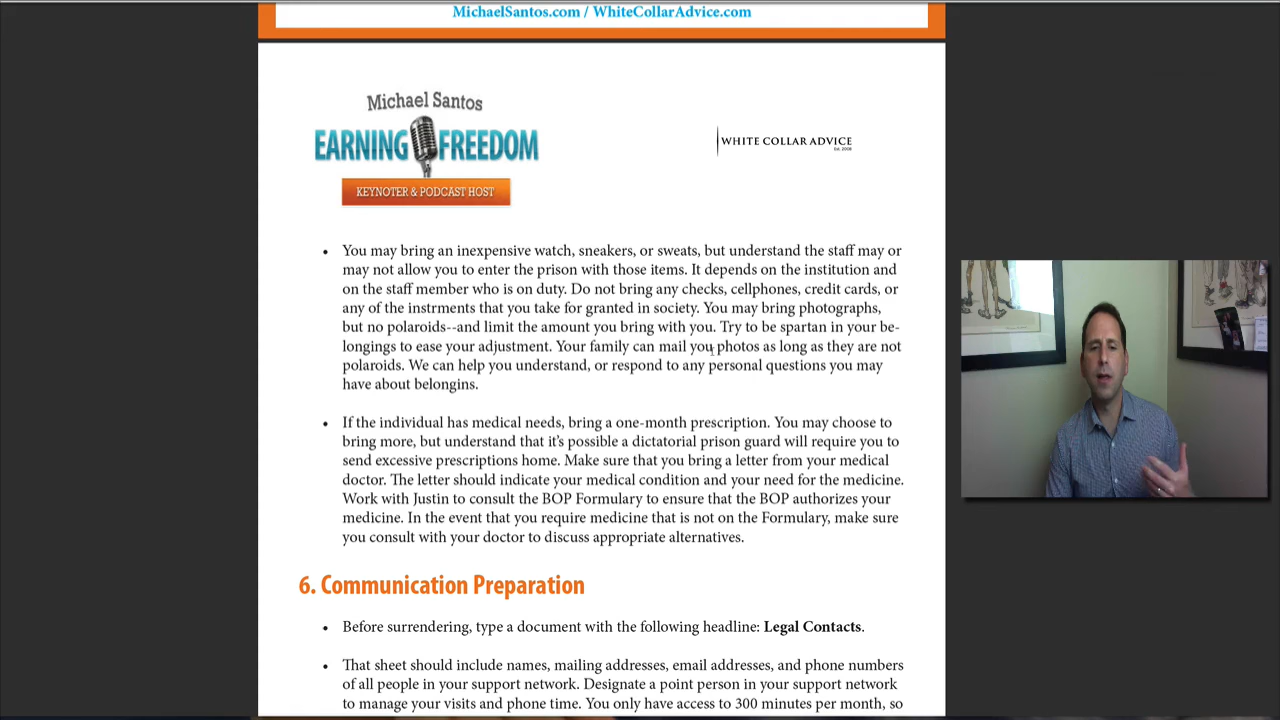 MichaelSantos.com / WhiteCollarAdvice.com
Michael Santos
EARNING FREEDOM
KEYNOTER & PODCAST HOST
WHITE COLLAR ADVICE
Est. 2008
• You may bring an inexpensive watch, sneakers, or sweats, but understand the staff may or
may not allow you to enter the prison with those items. It depends on the institution and
on the staff member who is on duty. Do not bring any checks, cellphones, credit cards, or
any of the instrments that you take for granted in society. You may bring photographs,
but no polaroids--and limit the amount you bring with you. Try to be spartan in your be-
longings to ease your adjustment. Your family can mail you photos as long as they are not
polaroids. We can help you understand, or respond to any personal questions you may
have about belongins.
• If the individual has medical needs, bring a one-month prescription. You may choose to
bring more, but understand that it's possible a dictatorial prison guard will require you to
send excessive prescriptions home. Make sure that you bring a letter from your medical
doctor. The letter should indicate your medical condition and your need for the medicine.
Work with Justin to consult the BOP Formulary to ensure that the BOP authorizes your
medicine. In the event that you require medicine that is not on the Formulary, make sure
you consult with your doctor to discuss appropriate alternatives.
6. Communication Preparation
• Before surrendering, type a document with the following headline: Legal Contacts.
• That sheet should include names, mailing addresses, email addresses, and phone numbers
of all people in your support network. Designate a point person in your support network
to manage your visits and phone time. You only have access to 300 minutes per month, so